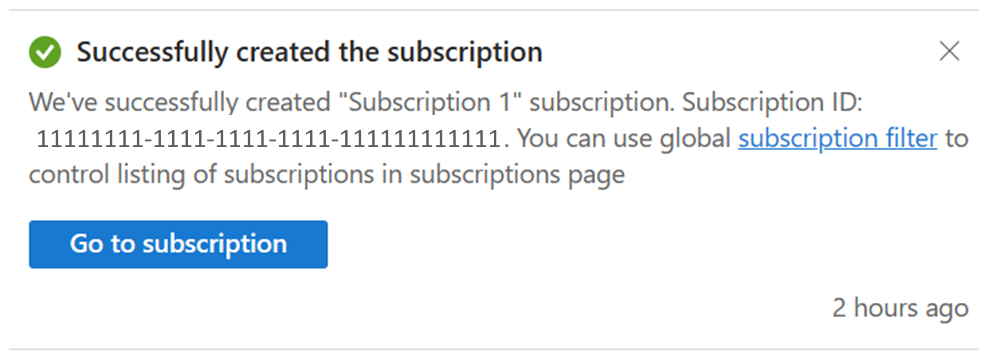 Successfully created the subscription
We've successfully created "Subscription 1" subscription. Subscription ID:
11111111-1111-1111-1111-111111111111. You can use global subscription filter to
control listing of subscriptions in subscriptions page
Go to subscription
2 hours ago